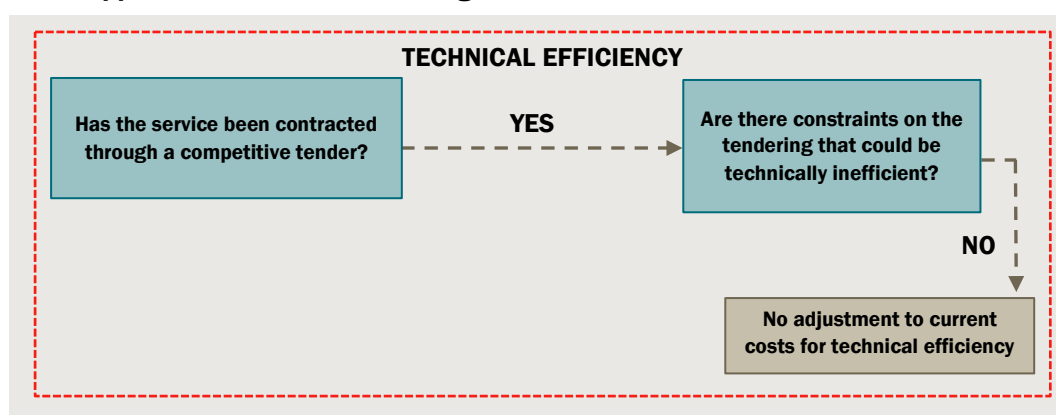 TECHNICAL EFFICIENCY
Has the service been contracted
through a competitive tender?
YES
Are there constraints on the
tendering that could be
technically inefficient?
NO
No adjustment to current
costs for technical efficiency